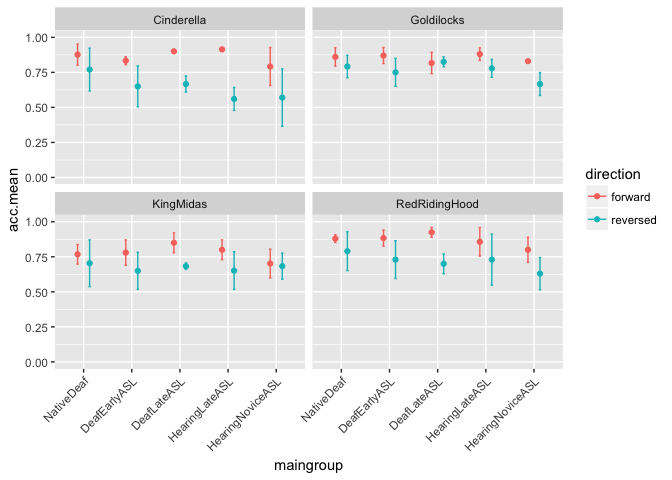 Cinderella
Goldilocks
1.00
0.75
0.50
0.25
0.00
KingMidas
RedRidingHood
1.00
0.75
0.50
0.25
0.00
acc.mean
NativeDeaf
DeafEarlyASL
DeafLateASL
HearingLateASL
HearingNoviceASL
NativeDeaf
DeafEarlyASL
DeafLateASL
HearingLateASL
HearingNoviceASL
maingroup
direction
forward
reversed